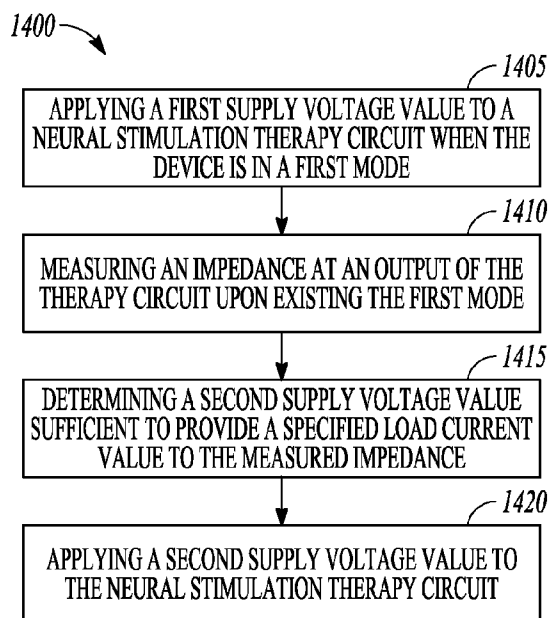 1400
1405
APPLYING A FIRST SUPPLY VOLTAGE VALUE TO A
NEURAL STIMULATION THERAPY CIRCUIT WHEN THE
DEVICE IS IN A FIRST MODE
1410
MEASURING AN IMPEDANCE AT AN OUTPUT OF THE
THERAPY CIRCUIT UPON EXISTING THE FIRST MODE
1415
DETERMINING A SECOND SUPPLY VOLTAGE VALUE
SUFFICIENT TO PROVIDE A SPECIFIED LOAD CURRENT
VALUE TO THE MEASURED IMPEDANCE
1420
APPLYING A SECOND SUPPLY VOLTAGE VALUE TO
THE NEURAL STIMULATION THERAPY CIRCUIT